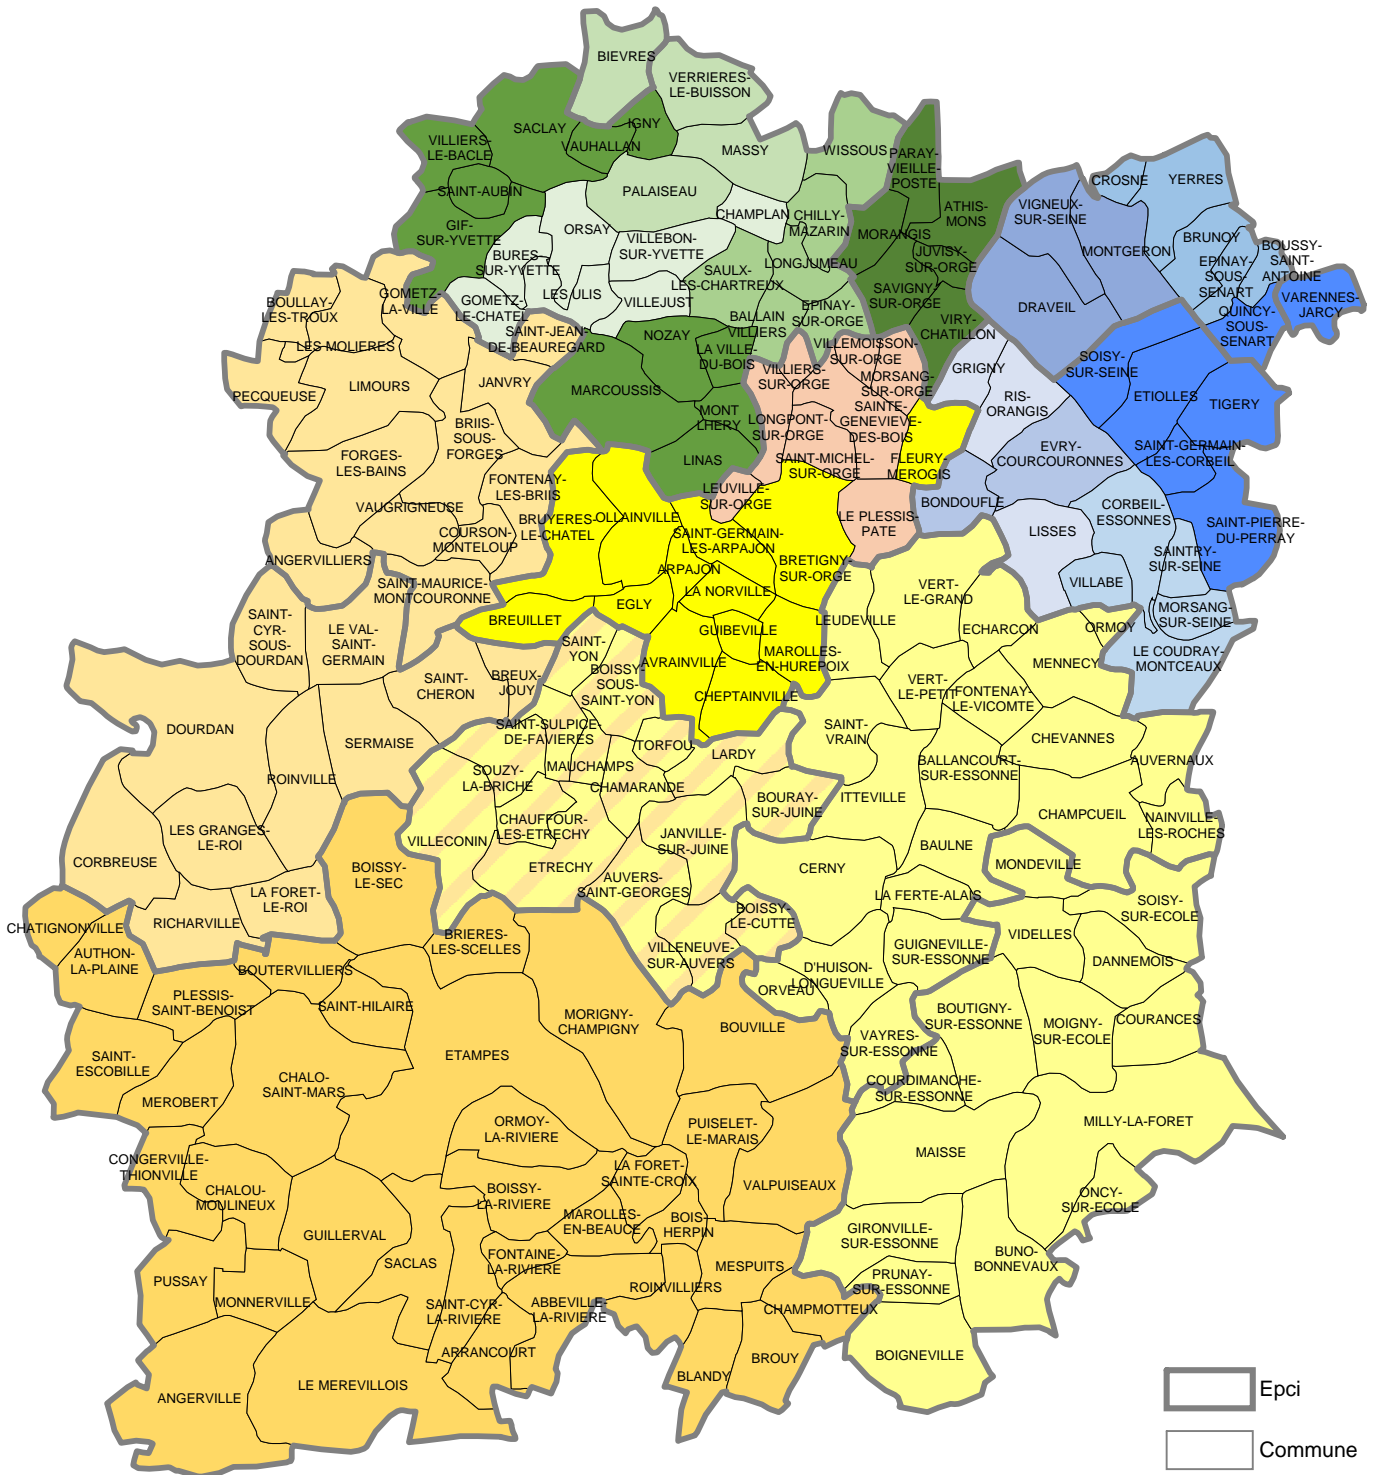 BIEVRES
VERRIERES-
LE-BUISSON
IGNY
SACLAY
VAUHALLAN
VILLIERS-
LE-BACLE
MASSY
WISSOUS
PARAY-
VIEILLE-
POSTE
SAINT-AUBIN
PALAISEAU
CHAMPLAN
CHILLY-
MAZARIN
ATHIS-
MONS
VIGNEUX-
SUR-SEINE
CROSNE
YERRES
GIF-
SUR-YVETTE
ORSAY
VILLEBON-
SUR-YVETTE
MORANGIS
MONTGERON
BRUNOY
BOUSSY-
SAINT-
ANTOINE
BURES-
SUR-YVETTE
LONGJUMEAU
JUVISY-
SUR-ORGE
EPINAY-
SOUS-
SENART
SAULX-
LES-CHARTREUX
LES ULIS
VILLEJUST
SAVIGNY-
SUR-ORGE
DRAVEIL
VARENNES-
JARCY
QUINCY-
SOUS-
SENART
BOULLAY-
LES-TROUX
GOMETZ-
LA-VILLE
GOMETZ-
LE-CHATEL
BALLAIN
VILLIERS
EPINAY-
SUR-ORGE
VIRY-
CHATILLON
SAINT-JEAN-
DE-BEAUREGARD
NOZAY
LA VILLE-
DU-BOIS
VILLEMOISSON-
SUR-ORGE
LES MOLIERES
SOISY-
SUR-SEINE
GRIGNY
VILLIERS-
SUR-ORGE
MORSANG-
SUR-ORGE
PECQUEUSE
LIMOURS
JANVRY
MARCOUSSIS
RIS-
ORANGIS
ETIOLLES
TIGERY
MONT
LHERY
LONGPONT-
SUR-ORGE
SAINTE-
GENEVIEVE-
DES-BOIS
BRIIS-
SOUS-
FORGES
EVRY-
COURCOURONNES
SAINT-GERMAIN-
LES-CORBEIL
FORGES-
LES-BAINS
LINAS
SAINT-MICHEL-
SUR-ORGE
FLEURY-
MEROGIS
FONTENAY-
LES-BRIIS
LEUVILLE-
SUR-ORGE
VAUGRIGNEUSE
BRUYERES-
LE-CHATEL
OLLAINVILLE
LE PLESSIS-
PATE
BONDOUFLE
CORBEIL-
ESSONNES
SAINT-PIERRE-
DU-PERRAY
COURSON-
MONTELOUP
SAINT-GERMAIN-
LES-ARPAJON
LISSES
ANGERVILLIERS
BRETIGNY-
SUR-ORGE
SAINTRY-
SUR-SEINE
SAINT-MAURICE-
MONTCOURONNE
ARPAJON
LA NORVILLE
VERT-
LE-GRAND
VILLABE
EGLY
MORSANG-
SUR-SEINE
SAINT-
CYR-
SOUS-
DOURDAN
LE VAL-
SAINT-
GERMAIN
BREUILLET
GUIBEVILLE
LEUDEVILLE
ECHARCON
ORMOY
SAINT-
YON
AVRAINVILLE
MAROLLES-
EN-HUREPOIX
LE COUDRAY-
MONTCEAUX
MENNECY
SAINT-
CHERON
BREUX-
JOUY
BOISSY-
SOUS-
SAINT-YON
CHEPTAINVILLE
VERT-
LE-PETIT
FONTENAY-
LE-VICOMTE
DOURDAN
SERMAISE
SAINT-SULPICE-
DE-FAVIERES
TORFOU
LARDY
SAINT-
VRAIN
CHEVANNES
ROINVILLE
SOUZY-
LA-BRICHE
MAUCHAMPS
CHAMARANDE
BALLANCOURT-
SUR-ESSONNE
AUVERNAUX
BOURAY-
SUR-JUINE
ITTEVILLE
CHAMPCUEIL
NAINVILLE-
LES-ROCHES
LES GRANGES-
LE-ROI
VILLECONIN
CHAUFFOUR-
LES-ETRECHY
JANVILLE-
SUR-JUINE
CORBREUSE
BOISSY-
LE-SEC
ETRECHY
CERNY
BAULNE
MONDEVILLE
AUVERS-
SAINT-GEORGES
LA FERTE-ALAIS
LA FORET-
LE-ROI
BOISSY-
LE-CUTTE
SOISY-
SUR-ECOLE
CHATIGNONVILLE
RICHARVILLE
BRIERES-
LES-SCELLES
VILLENEUVE-
SUR-AUVERS
GUIGNEVILLE-
SUR-ESSONNE
VIDELLES
AUTHON-
LA-PLAINE
BOUTERVILLIERS
DANNEMOIS
D'HUISON-
LONGUEVILLE
ORVEAU
PLESSIS-
SAINT-BENOIST
SAINT-HILAIRE
MORIGNY-
CHAMPIGNY
BOUVILLE
BOUTIGNY-
SUR-ESSONNE
MOIGNY-
SUR-ECOLE
COURANCES
SAINT-
ESCOBILLE
ETAMPES
VAYRES-
SUR-ESSONNE
CHALO-
SAINT-MARS
COURDIMANCHE-
SUR-ESSONNE
MEROBERT
ORMOY-
LA-RIVIERE
PUISELET-
LE-MARAIS
MILLY-LA-FORET
MAISSE
CONGERVILLE-
THIONVILLE
LA FORET-
SAINTE-CROIX
VALPUISEAUX
CHALOU-
MOULINEUX
BOISSY-
LA-RIVIERE
ONCY-
SUR-ECOLE
MAROLLES-
EN-BEAUCE
BOIS-
HERPIN
GUILLERVAL
GIRONVILLE-
SUR-ESSONNE
SACLAS
FONTAINE-
LA-RIVIERE
BUNO-
BONNEVAUX
PUSSAY
MESPUITS
PRUNAY-
SUR-ESSONNE
MONNERVILLE
ROINVILLIERS
SAINT-CYR-
LA-RIVIERE
ABBEVILLE-
LA-RIVIERE
CHAMPMOTTEUX
ARRANCOURT
BROUY
BOIGNEVILLE
BLANDY
LE MEREVILLOIS
ANGERVILLE
Epci
Commune